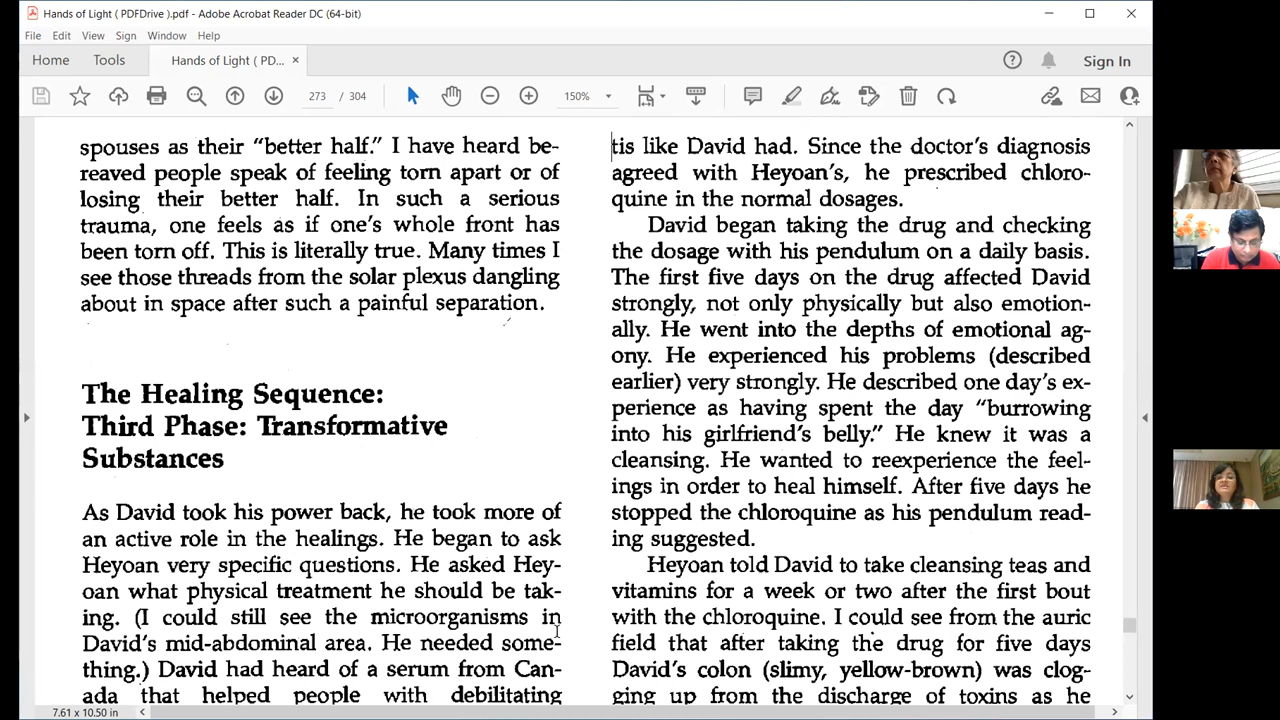 Hands of Light ( PDFDrive ).pdf - Adobe Acrobat Reader DC (64-bit)
File Edit View Sign Window Help
Home Tools Hands of Light ( PD... × Sign In
273 / 304 150%
spouses as their “better half.” I have heard be-
reaved people speak of feeling torn apart or of
losing their better half. In such a serious
trauma, one feels as if one’s whole front has
been torn off. This is literally true. Many times I
see those threads from the solar plexus dangling
about in space after such a painful separation.
The Healing Sequence:
Third Phase: Transformative
Substances
As David took his power back, he took more of
an active role in the healings. He began to ask
Heyoan very specific questions. He asked Hey-
oan what physical treatment he should be tak-
ing. (I could still see the microorganisms in
David’s mid-abdominal area. He needed some-
thing.) David had heard of a serum from Can-
ada that helped people with debilitating
tis like David had. Since the doctor’s diagnosis
agreed with Heyoan’s, he prescribed chloro-
quine in the normal dosages.
David began taking the drug and checking
the dosage with his pendulum on a daily basis.
The first five days on the drug affected David
strongly, not only physically but also emotion-
ally. He went into the depths of emotional ag-
ony. He experienced his problems (described
earlier) very strongly. He described one day’s ex-
perience as having spent the day “burrowing
into his girlfriend’s belly.” He knew it was a
cleansing. He wanted to reexperience the feel-
ings in order to heal himself. After five days he
stopped the chloroquine as his pendulum read-
ing suggested.
Heyoan told David to take cleansing teas and
vitamins for a week or two after the first bout
with the chloroquine. I could see from the auric
field that after taking the drug for five days
David’s colon (slimy, yellow-brown) was clog-
ging up from the discharge of toxins as he
7.61 x 10.50 in